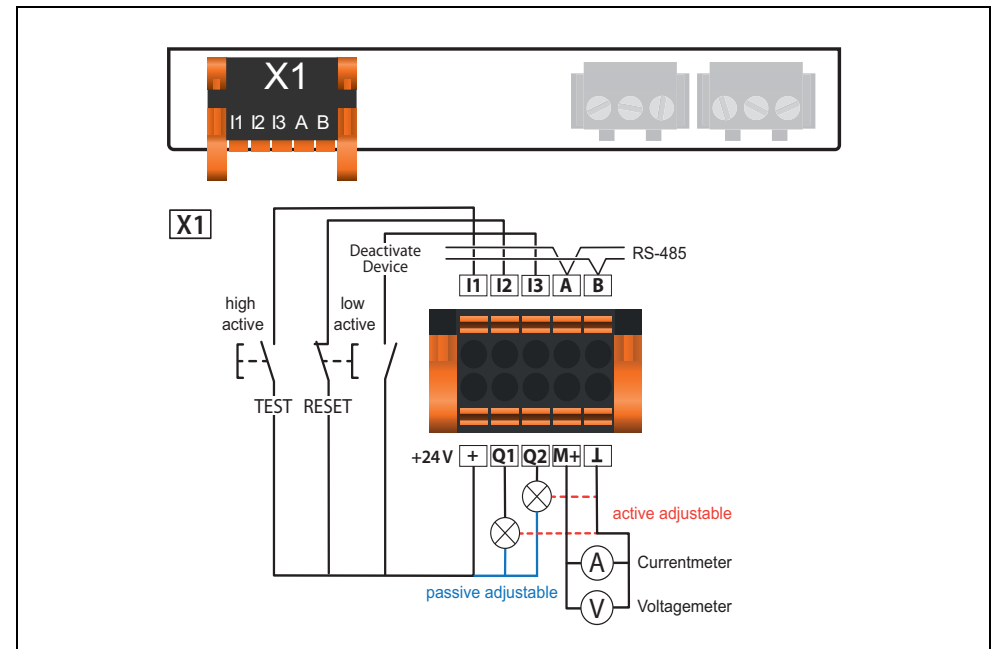 X1
I1 I2 I3 A B
X1
Deactivate
Device
RS-485
I1 I2 I3 A B
high
active
low
active
TEST RESET
+24 V + Q1 Q2 M+ ⊥
active adjustable
A Currentmeter
passive adjustable
V Voltagemeter